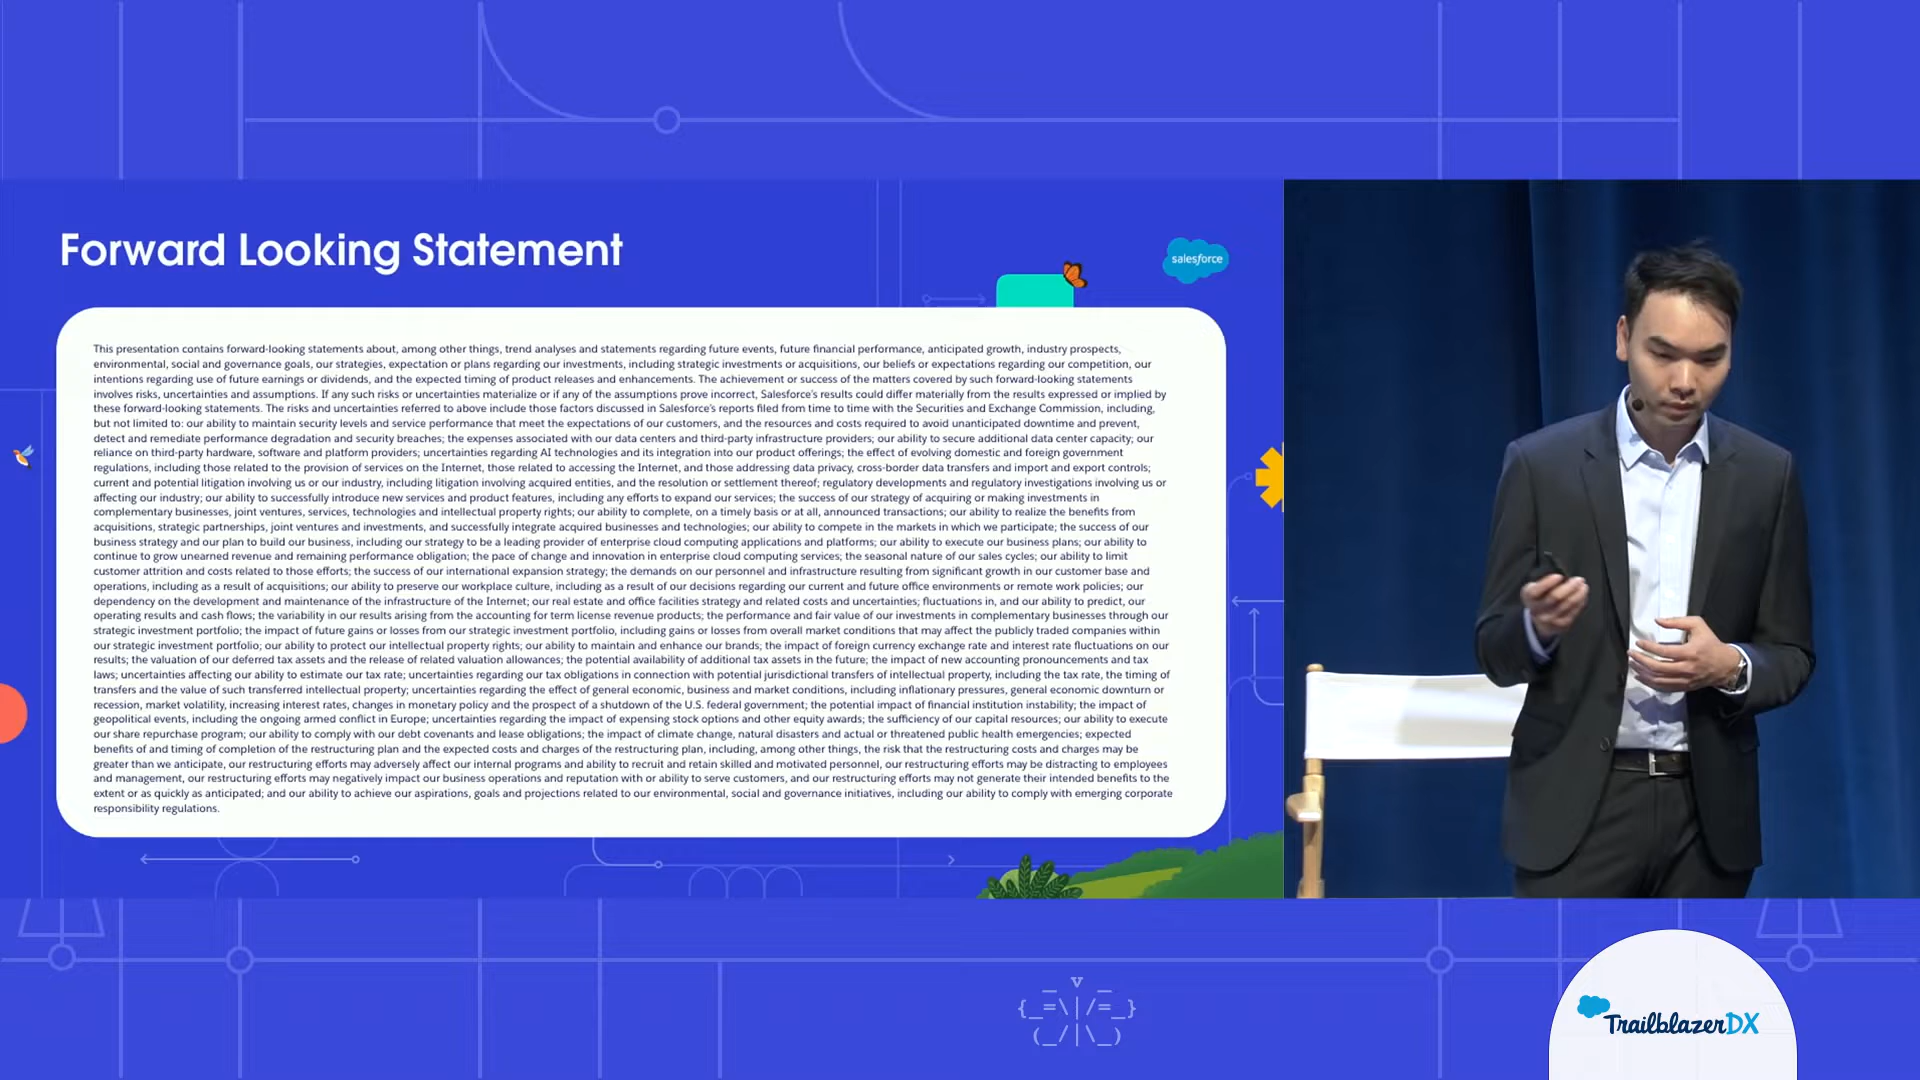 Forward Looking Statement
salesforce
This presentation contains forward-looking statements about, among other things, trend analyses and statements regarding future events, future financial performance, anticipated growth, industry prospects,
environmental, social and governance goals, our strategies, expectation or plans regarding our investments, including strategic investments or acquisitions, our beliefs or expectations regarding our competition, our
intentions regarding use of future earnings or dividends, and the expected timing of product releases and enhancements. The achievement or success of the matters covered by such forward-looking statements
involves risks, uncertainties and assumptions. If any such risks or uncertainties materialize or if any of the assumptions prove incorrect, Salesforce's results could differ materially from the results expressed or implied by
these forward-looking statements. The risks and uncertainties referred to above include those factors discussed in Salesforce's reports filed from time to time with the Securities and Exchange Commission, including,
but not limited to: our ability to maintain security levels and service performance that meet the expectations of our customers, and the resources and costs required to avoid unanticipated downtime and prevent,
detect and remediate performance degradation and security breaches; the expenses associated with our data centers and third-party infrastructure providers; our ability to secure additional data center capacity; our
reliance on third-party hardware, software and platform providers; uncertainties regarding AI technologies and its integration into our product offerings; the effect of evolving domestic and foreign government
regulations, including those related to the provision of services on the Internet, those related to accessing the Internet, and those addressing data privacy, cross-border data transfers and import and export controls;
current and potential litigation involving us or our industry, including litigation involving acquired entities, and the resolution or settlement thereof; regulatory developments and regulatory investigations involving us or
affecting our industry; our ability to successfully introduce new services and product features, including any efforts to expand our services; the success of our strategy of acquiring or making investments in
complementary businesses, joint ventures, services, technologies and intellectual property rights; our ability to complete, on a timely basis or at all, announced transactions; our ability to realize the benefits from
acquisitions, strategic partnerships, joint ventures and investments, and successfully integrate acquired businesses and technologies; our ability to compete in the markets in which we participate; the success of our
business strategy and our plan to build our business, including our strategy to be a leading provider of enterprise cloud computing applications and platforms; our ability to execute our business plans; our ability to
continue to grow unearned revenue and remaining performance obligation; the pace of change and innovation in enterprise cloud computing services; the seasonal nature of our sales cycles; our ability to limit
customer attrition and costs related to those efforts; the success of our international expansion strategy; the demands on our personnel and infrastructure resulting from significant growth in our customer base and
operations, including as a result of acquisitions; our ability to preserve our workplace culture, including as a result of our decisions regarding our current and future office environments or remote work policies; our
dependency on the development and maintenance of the infrastructure of the Internet; our real estate and office facilities strategy and related costs and uncertainties; fluctuations in, and our ability to predict, our
operating results and cash flows; the variability in our results arising from the accounting for term license revenue products; the performance and fair value of our investments in complementary businesses through our
strategic investment portfolio; the impact of future gains or losses from our strategic investment portfolio, including gains or losses from overall market conditions that may affect the publicly traded companies within
our strategic investment portfolio; our ability to protect our intellectual property rights; our ability to maintain and enhance our brands; the impact of foreign currency exchange rate and interest rate fluctuations on our
results; the valuation of our deferred tax assets and the release of related valuation allowances; the potential availability of additional tax assets in the future; the impact of new accounting pronouncements and tax
laws; uncertainties affecting our ability to estimate our tax rate; uncertainties regarding our tax obligations in connection with potential jurisdictional transfers of intellectual property, including the tax rate, the timing of
transfers and the value of such transferred intellectual property; uncertainties regarding the effect of general economic, business and market conditions, including inflationary pressures, general economic downturn or
recession, market volatility, increasing interest rates, changes in monetary policy and the prospect of a shutdown of the U.S. federal government; the potential impact of financial institution instability; the impact of
geopolitical events, including the ongoing armed conflict in Europe; uncertainties regarding the impact of expensing stock options and other equity awards; the sufficiency of our capital resources; our ability to execute
our share repurchase program; our ability to comply with our debt covenants and lease obligations; the impact of climate change, natural disasters and actual or threatened public health emergencies; expected
benefits of and timing of completion of the restructuring plan and the expected costs and charges of the restructuring plan, including, among other things, the risk that the restructuring costs and charges may be
greater than we anticipate, our restructuring efforts may adversely affect our internal programs and ability to recruit and retain skilled and motivated personnel, our restructuring efforts may be distracting to employees
and management, our restructuring efforts may negatively impact our business operations and reputation with or ability to serve customers, and our restructuring efforts may not generate their intended benefits to the
extent or as quickly as anticipated; and our ability to achieve our aspirations, goals and projections related to our environmental, social and governance initiatives, including our ability to comply with emerging corporate
responsibility regulations.
TrailblazerDX